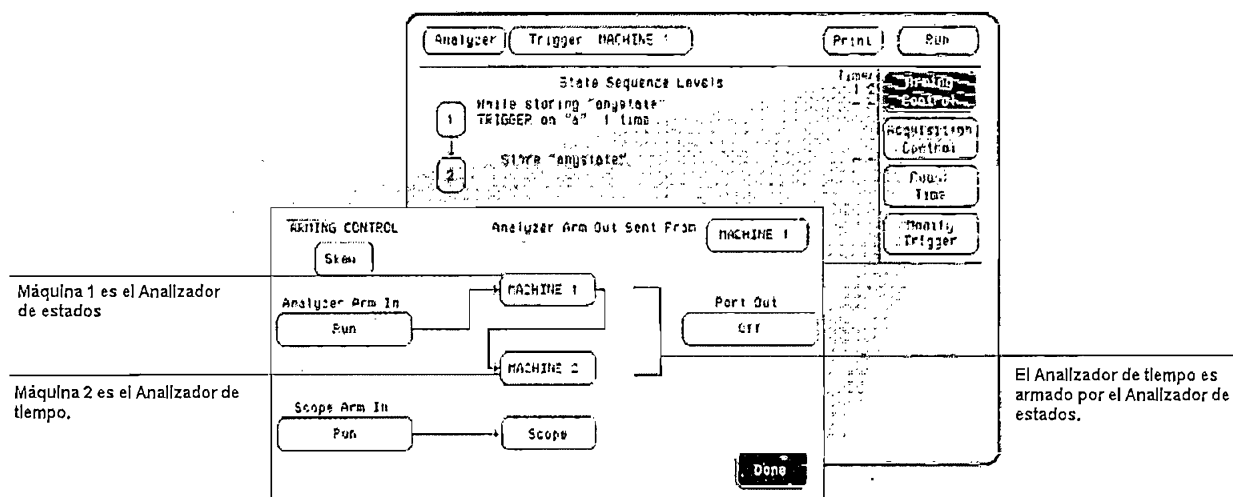 Analyzer
Trigger MACHINE 1
Print
Run
State Sequence Levels
Timer
1 2
Arming
Control
1
While storing "anystate"
TRIGGER on "a" 1 time
Acquisition
Control
2
Store "anystate"
Time
Modify
Trigger
ARMING CONTROL
Analyzer Arm Out Sent From
MACHINE 1
Skew
Máquina 1 es el Analizador
de estados
MACHINE 1
Analyzer Arm In
Run
Port Out
Off
MACHINE 2
Máquina 2 es el Analizador de
tiempo.
El Analizador de tiempo es
armado por el Analizador de
estados.
Scope Arm In
Run
Scope
Done